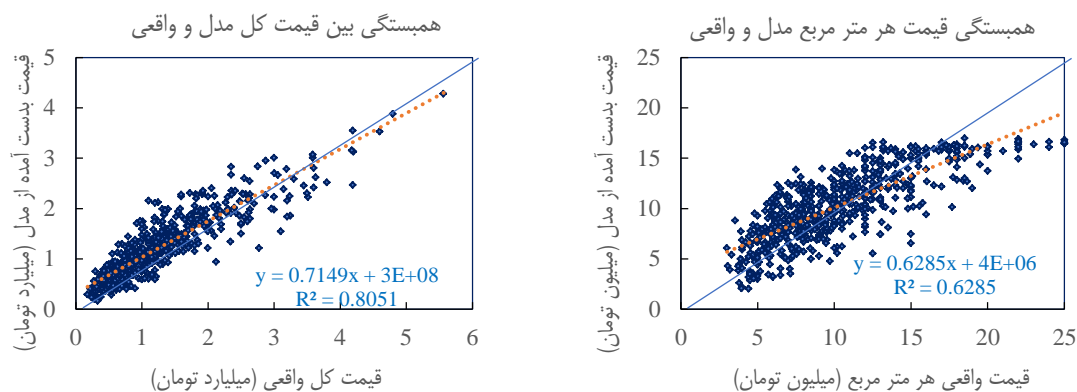 همبستگی قیمت هر متر مربع مدل و واقعی
قیمت بدست آمده از مدل (میلیون تومان)
25
20
15
10
5
0
0 5 10 15 20 25
y = 0.6285x + 4E+06
R² = 0.6285
قیمت واقعی هر متر مربع (میلیون تومان)
همبستگی بین قیمت کل مدل و واقعی
قیمت بدست آمده از مدل (میلیارد تومان)
5
4
3
2
1
0
0 1 2 3 4 5 6
y = 0.7149x + 3E+08
R² = 0.8051
قیمت کل واقعی (میلیارد تومان)